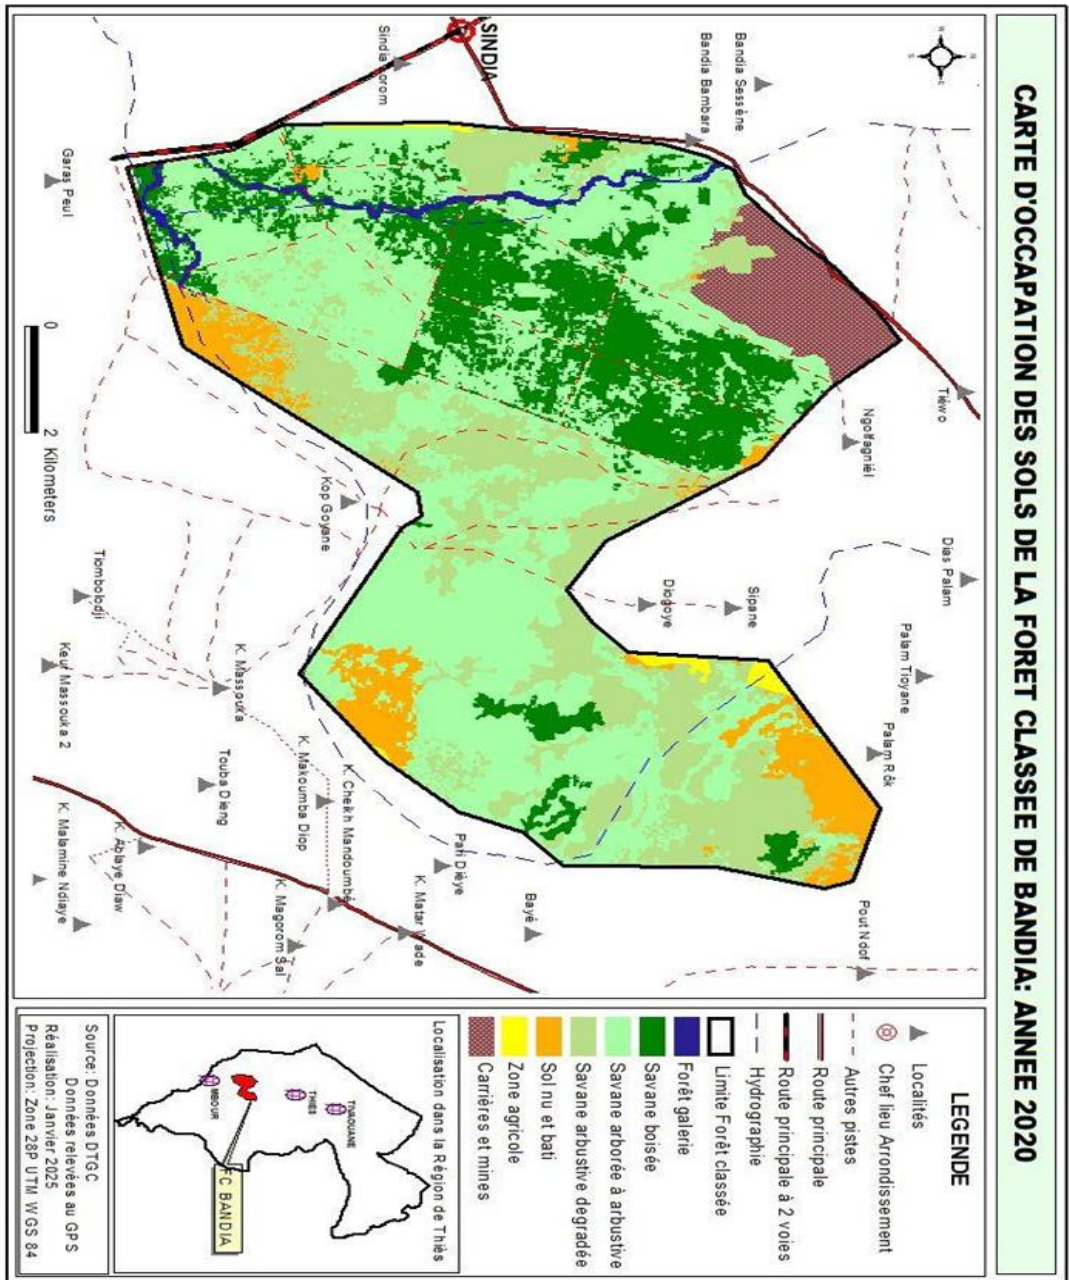 CARTE D'OCCAPATION DES SOLS DE LA FORET CLASSEE DE BANDIA: ANNEE 2020
N
W
E
S
Bandia Sessène
Bandia Bambara
SINDIA
Sindia Korom
Garas Peul
Tiéwo
Ngolfagniél
Kop Goyane
Dias Palam
Sipane
Diogoye
Palam Tioyane
Palam Rôk
Pout Ndof
Tiombolodji
Keur Massouka 2
K. Massouka
Touba Dieng
K. Makoumba Diop
K. Cheikh Mandoumbé
Pati Dièye
Bayé
K. Matar Wade
K. Magorom Sal
K. Ablaye Diaw
K. Malamine Ndiaye
0 2 Kilometers
LEGENDE
Localités
Chef lieu Arrondissement
Autres pistes
Route principale
Route principale à 2 voies
Hydrographie
Limite Forêt classée
Forêt galerie
Savane boisée
Savane arborée à arbustive
Savane arbustive degradée
Sol nu et bati
Zone agricole
Carrières et mines
Localisation dans la Région de Thiès
TIVAOUANE
THIES
MBOUR
FC BANDIA
Source: Données DTGC
Données relevées au GPS
Réalisation: Janvier 2025
Projection: Zone 28P UTM WGS 84